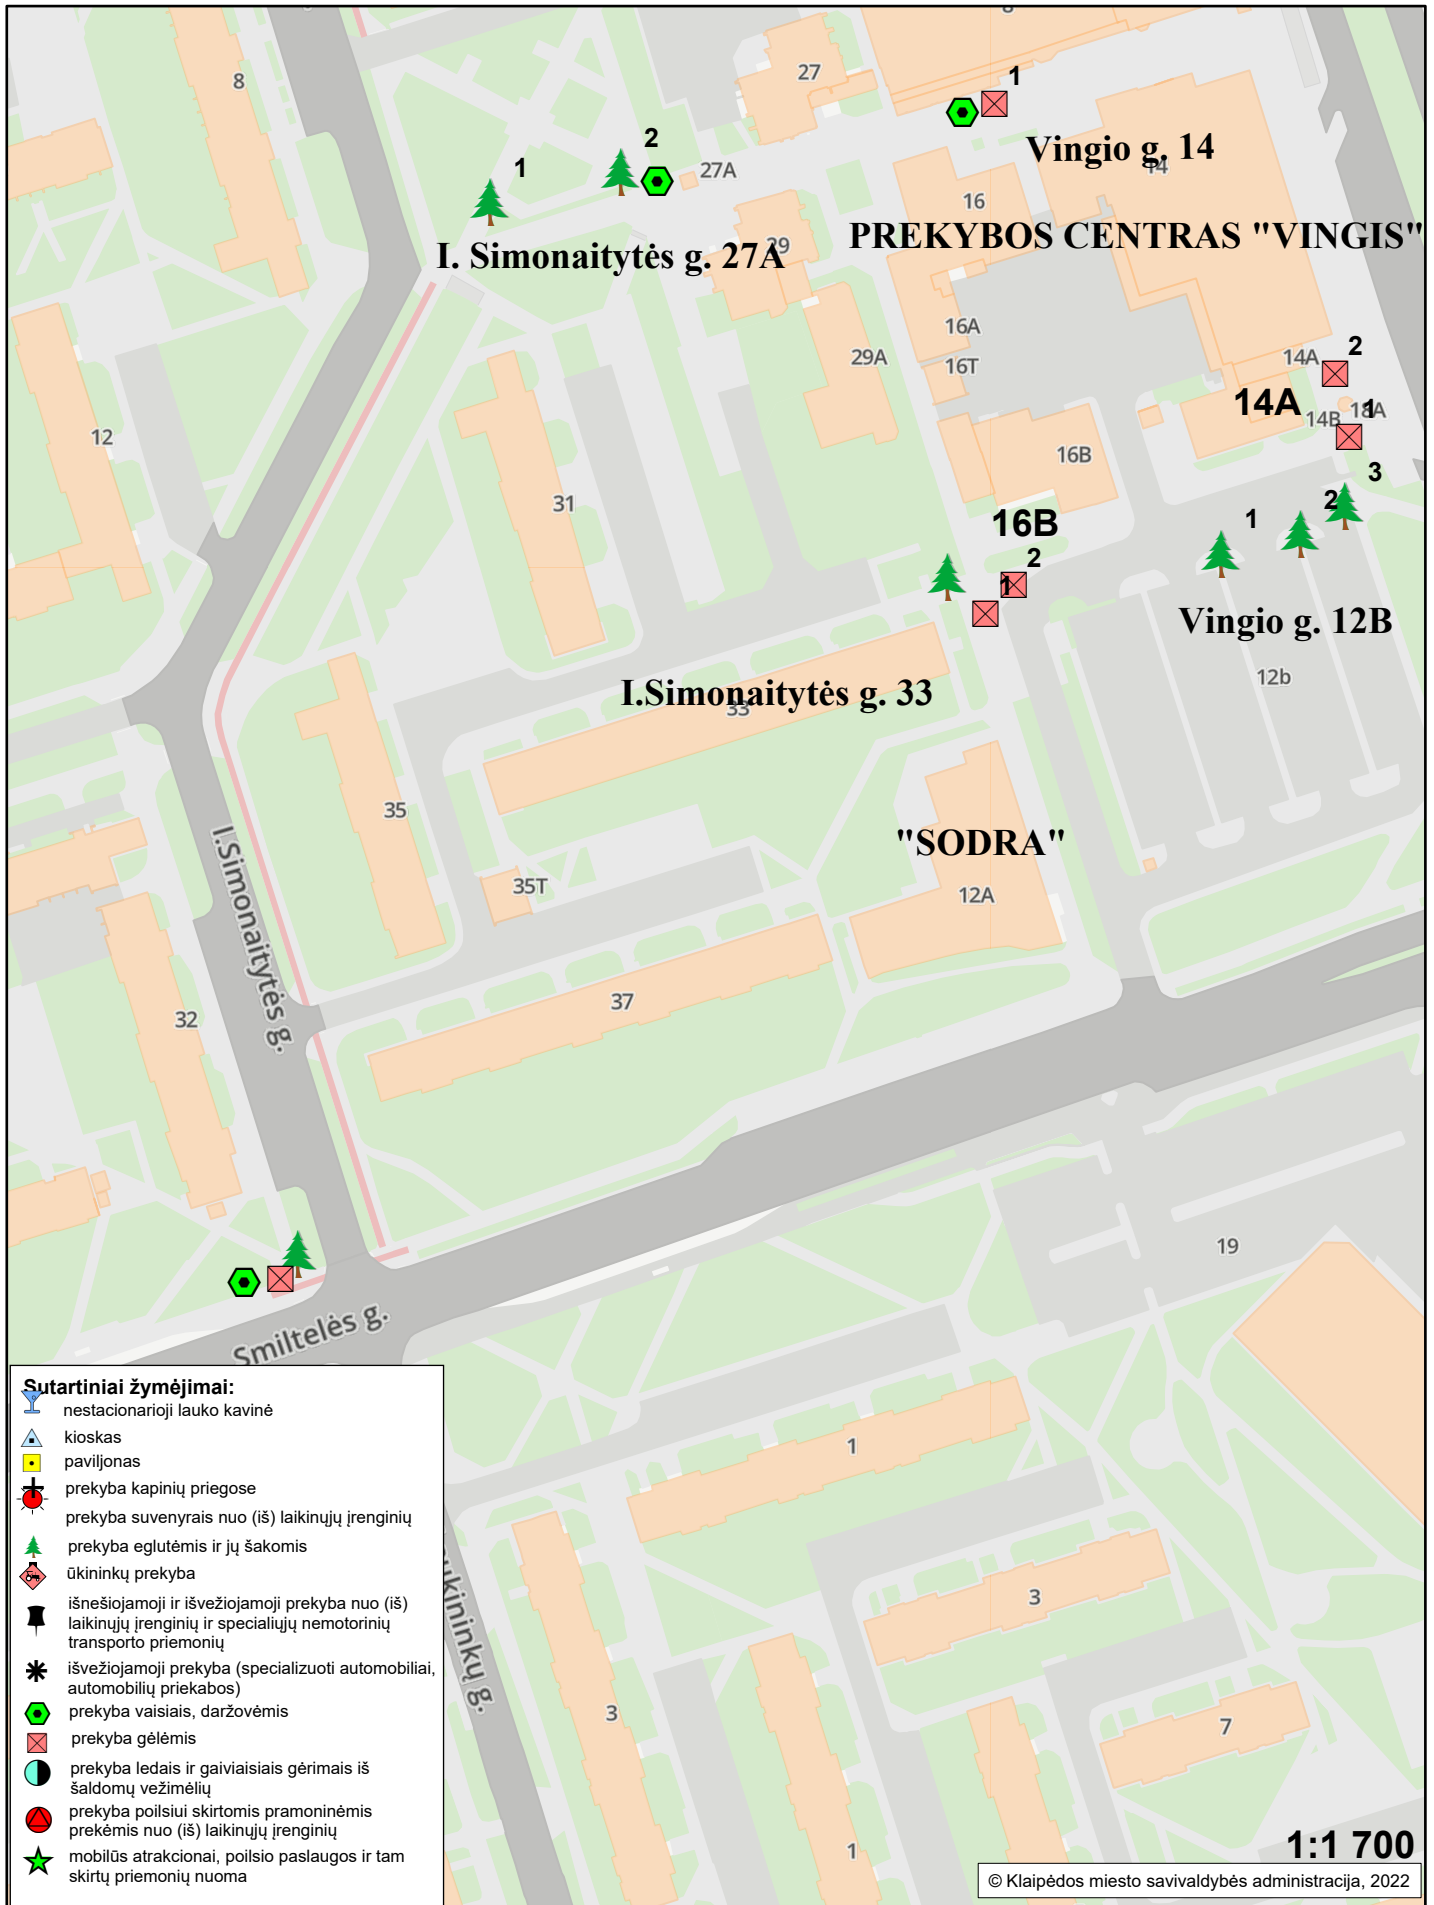 8
8
27
1
2
1
27A
Vingio g. 14
14
16
PREKYBOS CENTRAS "VINGIS"
29
I. Simonaitytės g. 27A
16A
29A
16T
14A
2
14A
14B
18A
1
12
16B
3
31
2
1
16B
2
1
Vingio g. 12B
12b
I.Simonaitytės g. 33
33
35
"SODRA"
I.Simonaitytės g.
35T
12A
37
32
19
Smiltelės g.
1
3
3
7
1
Sutartiniai žymėjimai:
nestacionarioji lauko kavinė
kioskas
paviljonas
prekyba kapinių priegose
prekyba suvenyrais nuo (iš) laikinųjų įrenginių
prekyba eglutėmis ir jų šakomis
ūkininkų prekyba
išnešiojamoji ir išvežiojamoji prekyba nuo (iš)
laikinųjų įrenginių ir specialiųjų nemotorinių
transporto priemonių
išvežiojamoji prekyba (specializuoti automobiliai,
automobilių priekabos)
prekyba vaisiais, daržovėmis
prekyba gėlėmis
prekyba ledais ir gaiviaisiais gėrimais iš
šaldomų vežimėlių
prekyba poilsiui skirtomis pramoninėmis
prekėmis nuo (iš) laikinųjų įrenginių
mobilūs atrakcionai, poilsio paslaugos ir tam
skirtų priemonių nuoma
1:1 700
© Klaipėdos miesto savivaldybės administracija, 2022